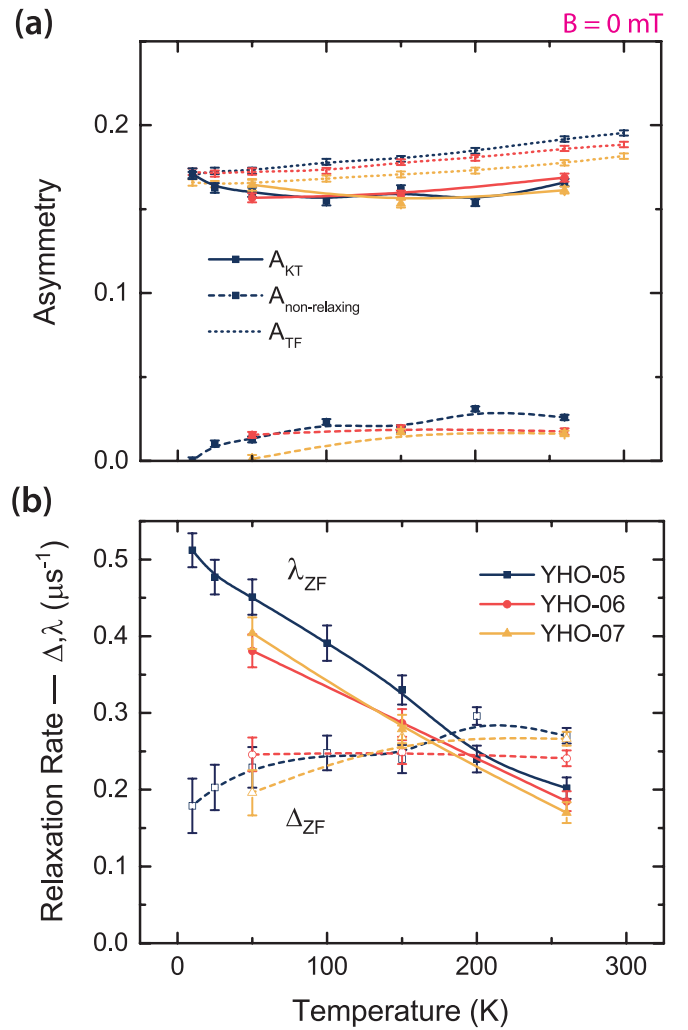 (a)
B = 0 mT
Asymmetry
0.2
0.1
0.0
A_KT
A_non-relaxing
A_TF
(b)
Relaxation Rate — Δ,λ (μs⁻¹)
0.5
0.4
0.3
0.2
0.1
0.0
λ_ZF
Δ_ZF
YHO-05
YHO-06
YHO-07
0 100 200 300
Temperature (K)